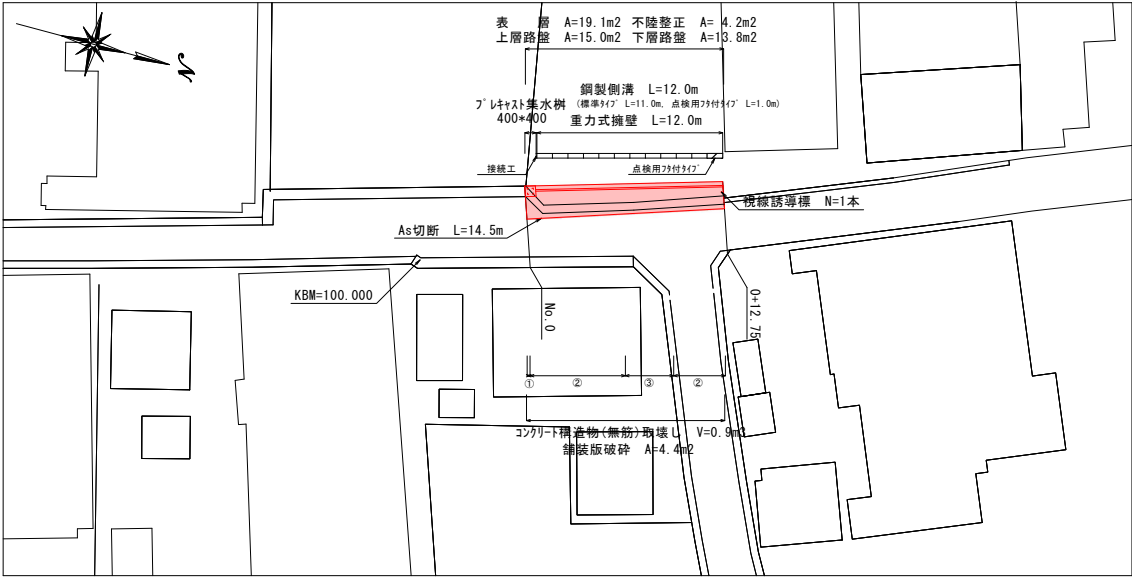 表　　層　A=19.1m2　不陸整正　A= 4.2m2
上層路盤　A=15.0m2　下層路盤　A=13.8m2
鋼製側溝　L=12.0m
(標準ﾀｲﾌﾟ L=11.0m, 点検用ﾌﾀ付ﾀｲﾌﾟ L=1.0m)
ﾌﾟﾚｷｬｽﾄ集水桝
400*400
重力式擁壁　L=12.0m
接続工
点検用ﾌﾀ付ﾀｲﾌﾟ
視線誘導標　N=1本
As切断　L=14.5m
KBM=100.000
No.0
0+12.75
①　②　③　②
ｺﾝｸﾘｰﾄ構造物(無筋)取壊し　V=0.9m3
舗装版破砕　A=4.4m2
N